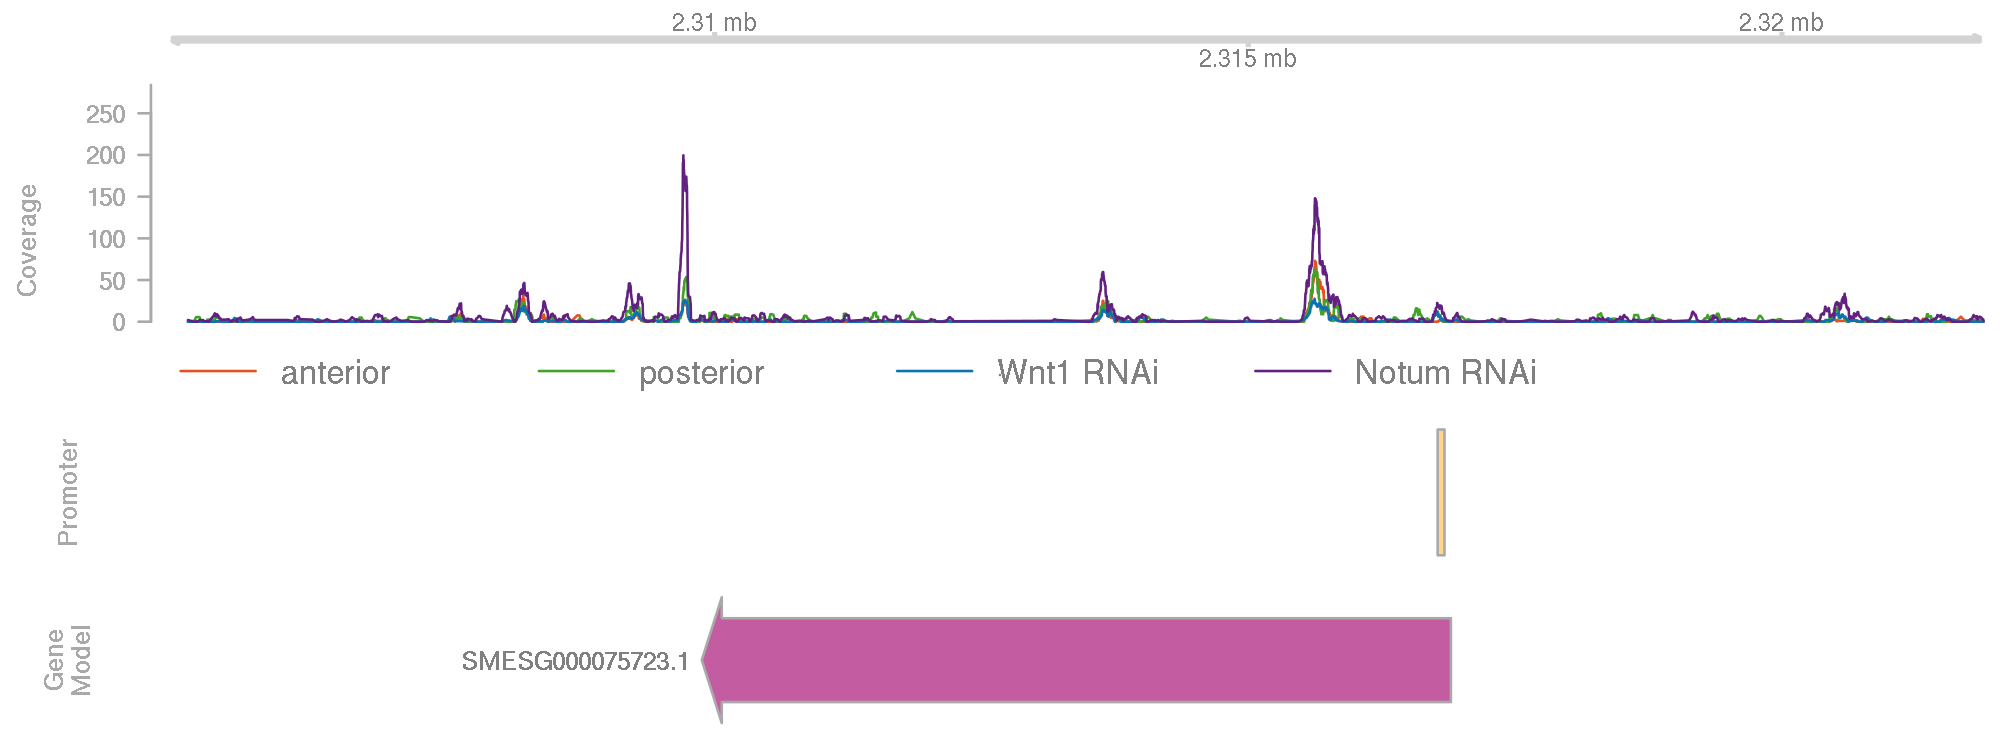 2.31 mb
2.32 mb
2.315 mb
Coverage
250
200
150
100
50
0
anterior
posterior
Wnt1 RNAi
Notum RNAi
Promoter
Gene
Model
SMESG000075723.1